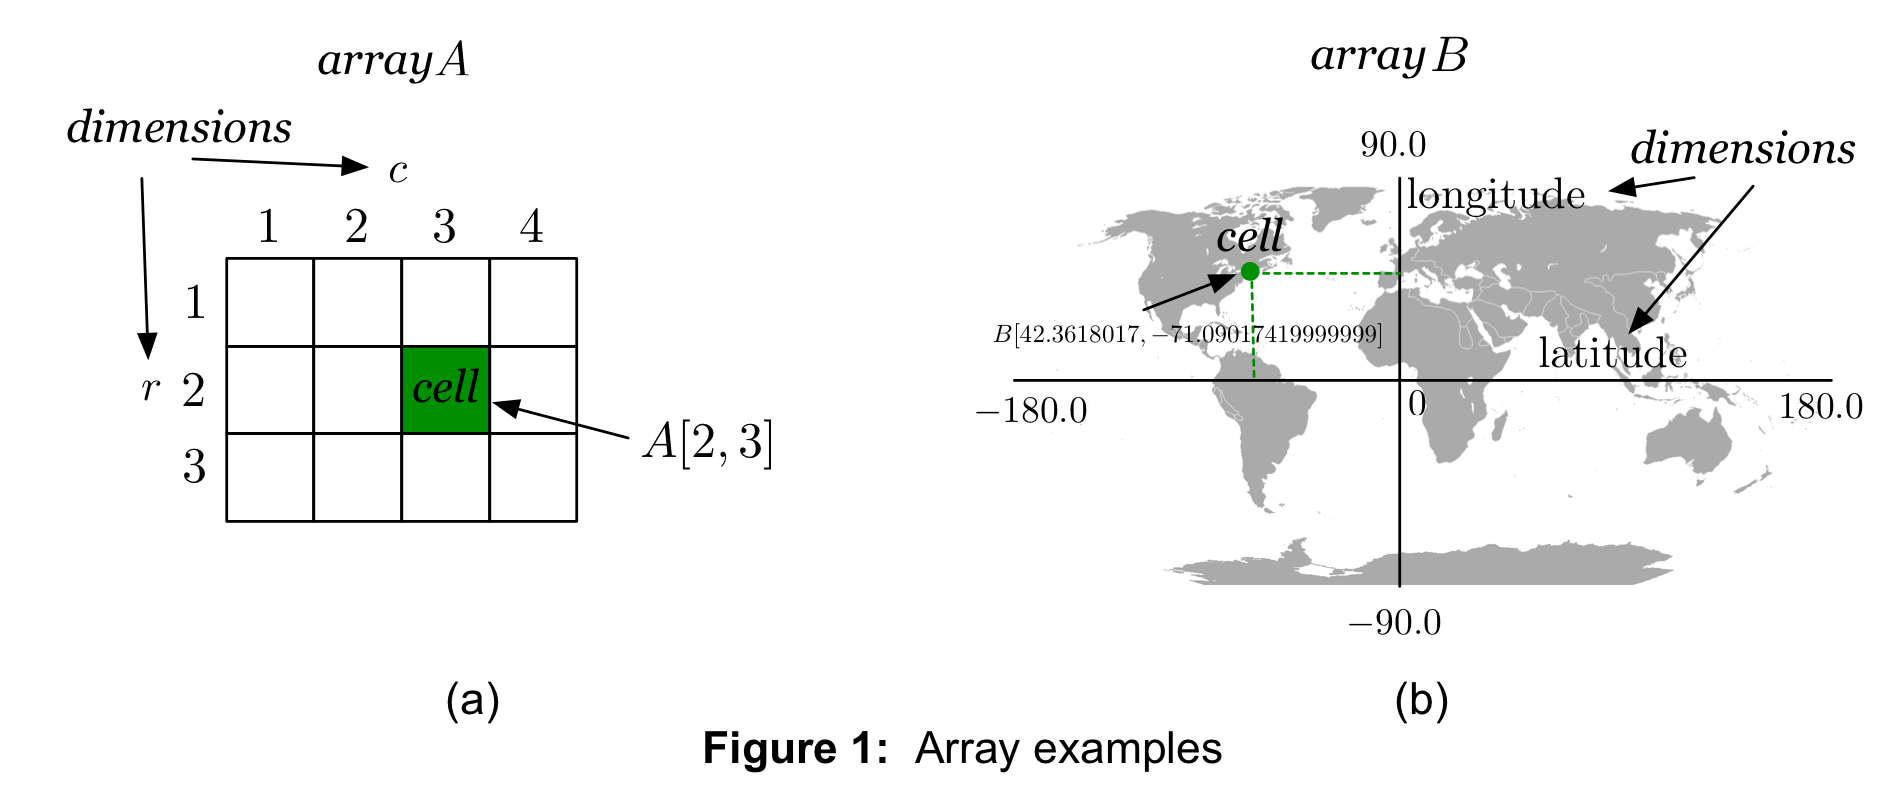 array A
dimensions
c
1 2 3 4
1
r 2 cell
3
A[2, 3]
(a)
array B
90.0
dimensions
longitude
cell
B[42.3618017, −71.09017419999999]
latitude
−180.0
0
180.0
−90.0
(b)
Figure 1: Array examples